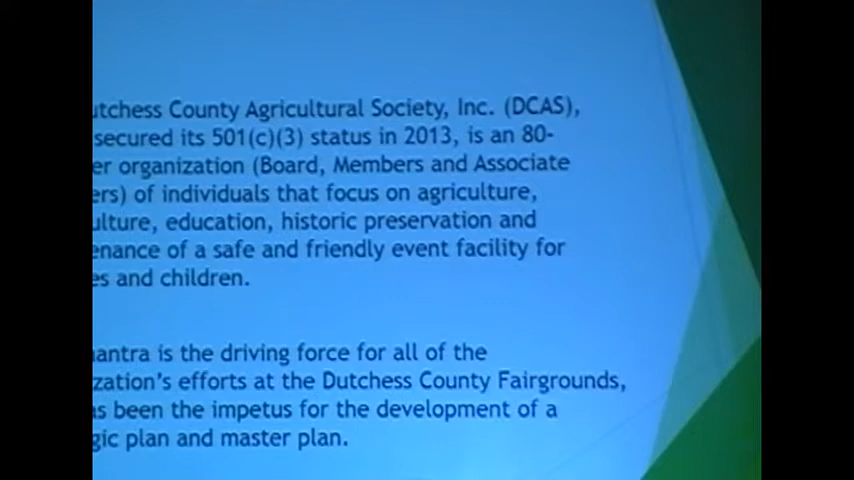 utchess County Agricultural Society, Inc. (DCAS),
secured its 501(c)(3) status in 2013, is an 80-
er organization (Board, Members and Associate
ers) of individuals that focus on agriculture,
ulture, education, historic preservation and
enance of a safe and friendly event facility for
es and children.
antra is the driving force for all of the
zation's efforts at the Dutchess County Fairgrounds,
as been the impetus for the development of a
gic plan and master plan.